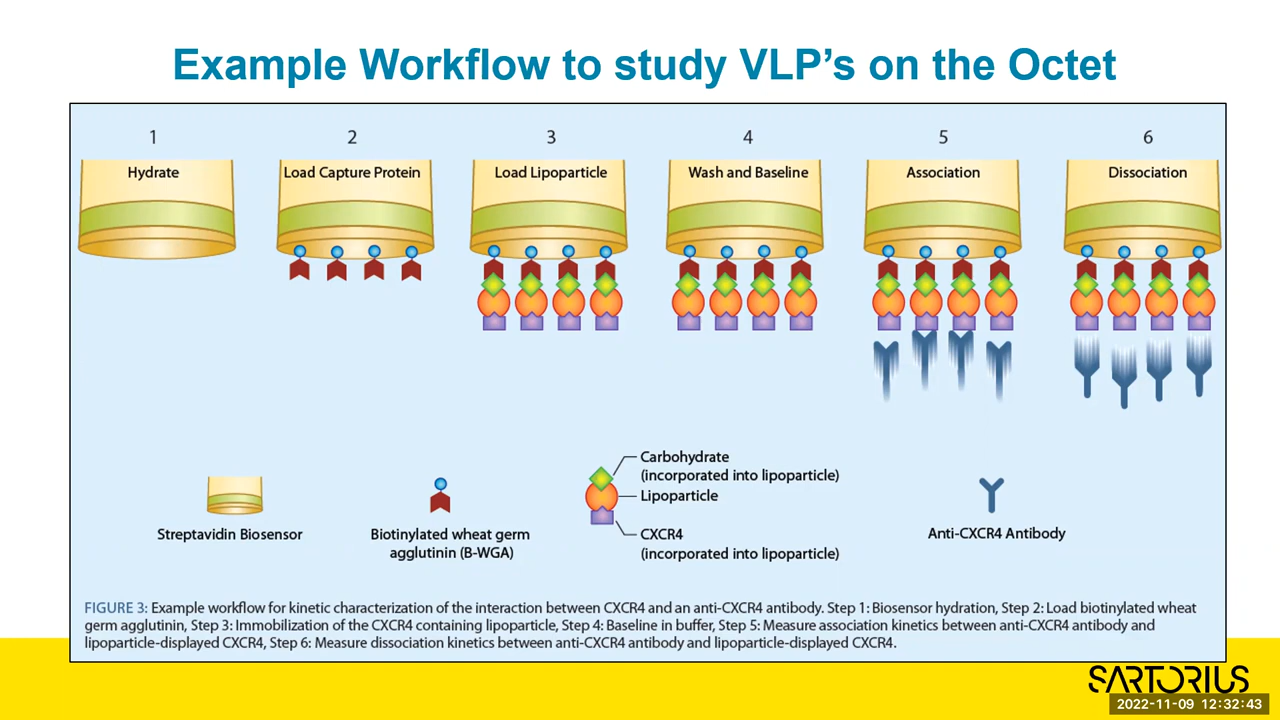 Example Workflow to study VLP's on the Octet
1
2
3
4
5
6
Hydrate
Load Capture Protein
Load Lipoparticle
Wash and Baseline
Association
Dissociation
Carbohydrate
(incorporated into lipoparticle)
Lipoparticle
CXCR4
(incorporated into lipoparticle)
Streptavidin Biosensor
Biotinylated wheat germ
agglutinin (B-WGA)
Anti-CXCR4 Antibody
FIGURE 3: Example workflow for kinetic characterization of the interaction between CXCR4 and an anti-CXCR4 antibody. Step 1: Biosensor hydration, Step 2: Load biotinylated wheat
germ agglutinin, Step 3: Immobilization of the CXCR4 containing lipoparticle, Step 4: Baseline in buffer, Step 5: Measure association kinetics between anti-CXCR4 antibody and
lipoparticle-displayed CXCR4, Step 6: Measure dissociation kinetics between anti-CXCR4 antibody and lipoparticle-displayed CXCR4.
SARTORIUS
2022-11-09 12:32:43